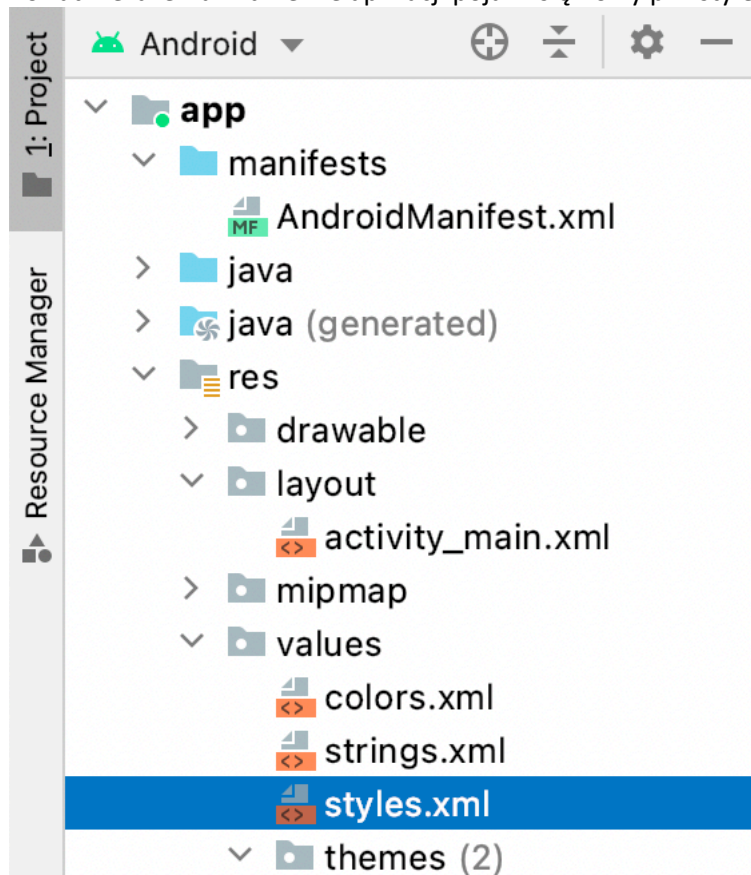 Android
app
manifests
AndroidManifest.xml
java
java (generated)
res
drawable
layout
activity_main.xml
mipmap
values
colors.xml
strings.xml
styles.xml
themes (2)
1: Project
Resource Manager